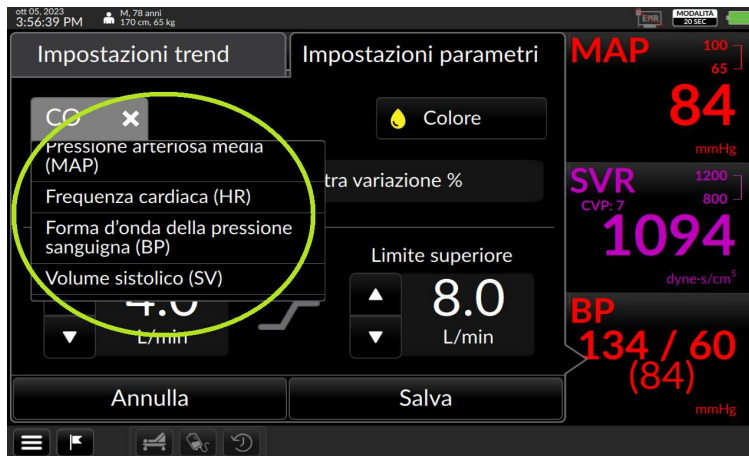 ott 05, 2023
3:56:39 PM
M, 78 anni
170 cm, 65 kg
EMR
MODALITÀ
20 SEC
Impostazioni trend
Impostazioni parametri
CO
Colore
Pressione arteriosa media
(MAP)
Frequenza cardiaca (HR)
Forma d'onda della pressione
sanguigna (BP)
Volume sistolico (SV)
tra variazione %
Limite superiore
4.0
L/min
8.0
L/min
Annulla
Salva
MAP
100
65
84
mmHg
SVR
1200
800
CVP: 7
1094
dyne-s/cm⁵
BP
134 / 60
(84)
mmHg